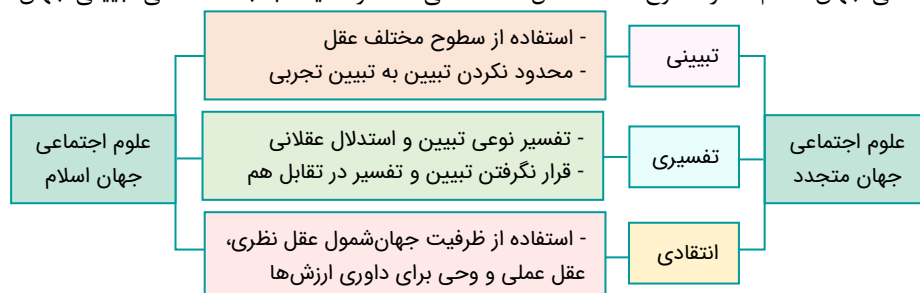 علوم اجتماعی
جهان متجدد
تبیینی
- استفاده از سطوح مختلف عقل
- محدود نکردن تبیین به تبیین تجربی
تفسیری
- تفسیر نوعی تبیین و استدلال عقلانی
- قرار نگرفتن تبیین و تفسیر در تقابل هم
انتقادی
- استفاده از ظرفیت جهان‌شمول عقل نظری،
عقل عملی و وحی برای داوری ارزش‌ها
علوم اجتماعی
جهان اسلام